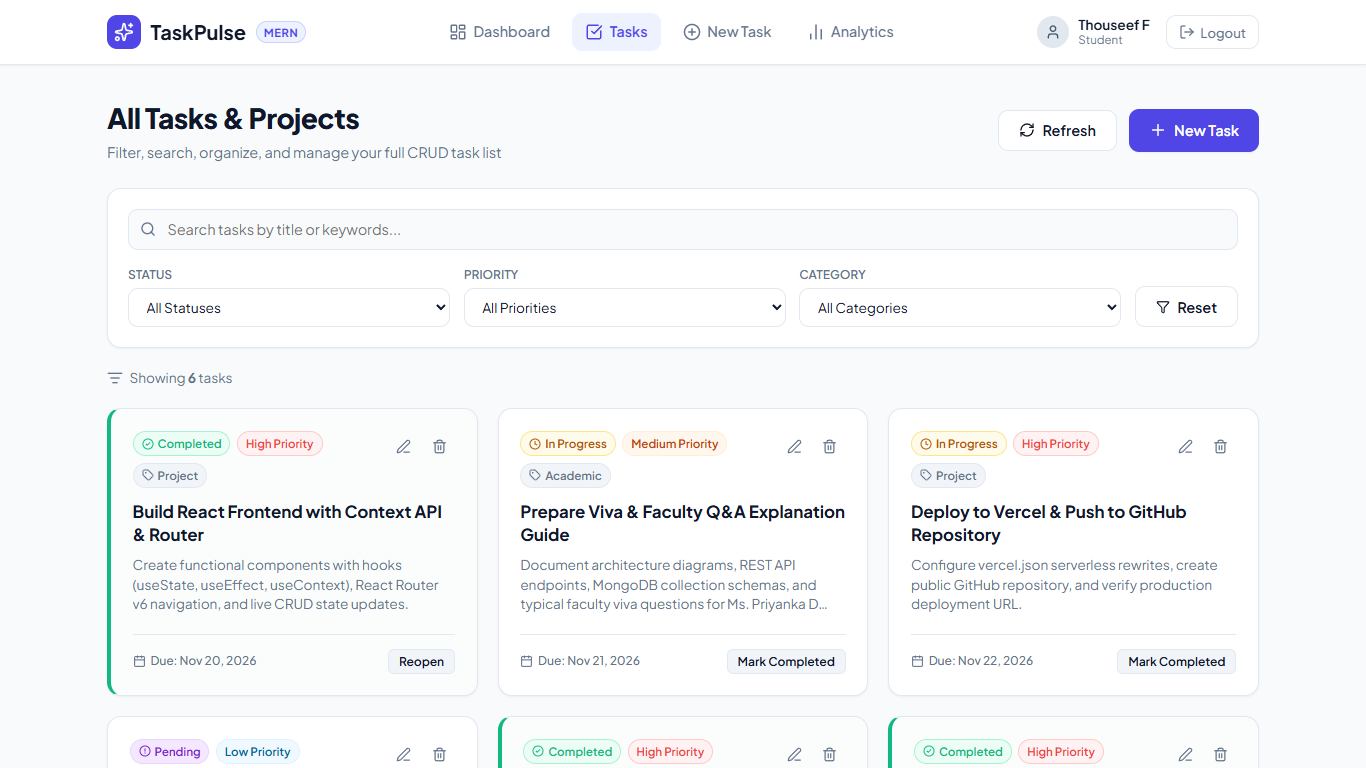 TaskPulse MERN Dashboard Tasks New Task Analytics Thouseef F Student Logout
All Tasks & Projects
Filter, search, organize, and manage your full CRUD task list
Refresh New Task
Search tasks by title or keywords...
STATUS PRIORITY CATEGORY
All Statuses All Priorities All Categories Reset
Showing 6 tasks
Completed High Priority
Project
Build React Frontend with Context API
& Router
Create functional components with hooks
(useState, useEffect, useContext), React Router
v6 navigation, and live CRUD state updates.
Due: Nov 20, 2026 Reopen
In Progress Medium Priority
Academic
Prepare Viva & Faculty Q&A Explanation
Guide
Document architecture diagrams, REST API
endpoints, MongoDB collection schemas, and
typical faculty viva questions for Ms. Priyanka D...
Due: Nov 21, 2026 Mark Completed
In Progress High Priority
Project
Deploy to Vercel & Push to GitHub
Repository
Configure vercel.json serverless rewrites, create
public GitHub repository, and verify production
deployment URL.
Due: Nov 22, 2026 Mark Completed
Pending Low Priority
Completed High Priority
Completed High Priority